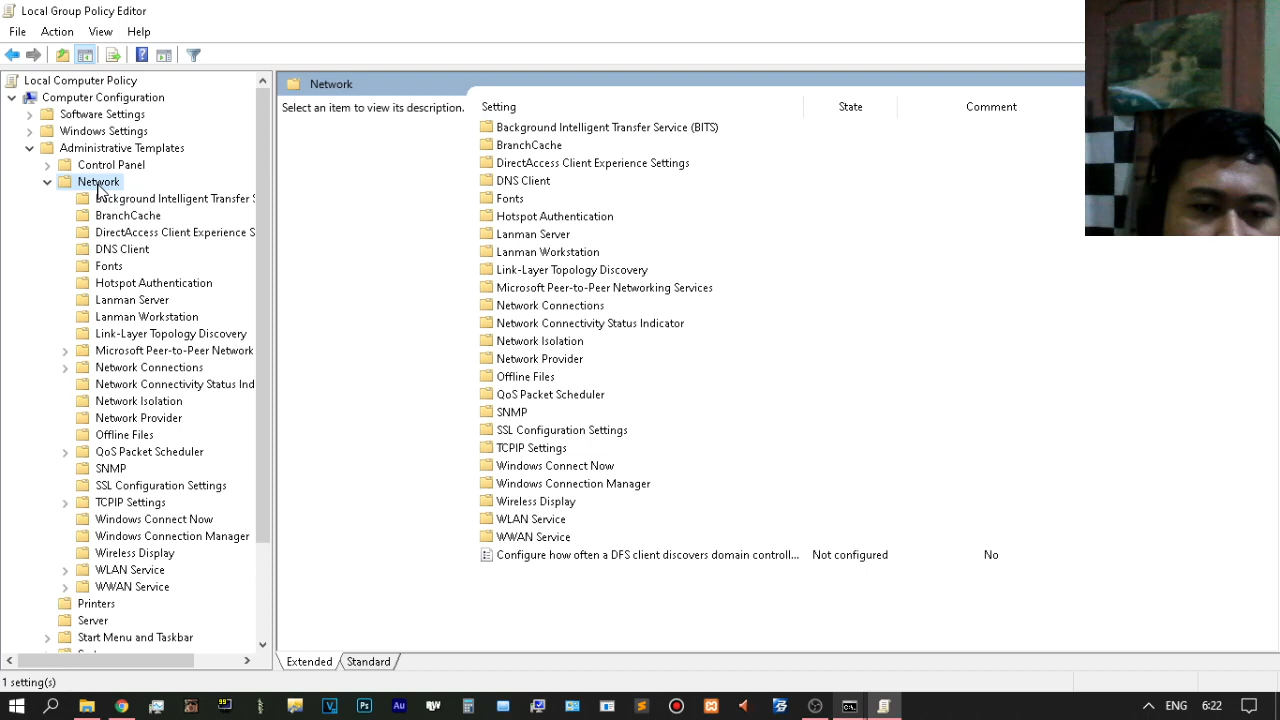 Local Group Policy Editor
File Action View Help
Local Computer Policy
Computer Configuration
Software Settings
Windows Settings
Administrative Templates
Control Panel
Network
Background Intelligent Transfer S
BranchCache
DirectAccess Client Experience S
DNS Client
Fonts
Hotspot Authentication
Lanman Server
Lanman Workstation
Link-Layer Topology Discovery
Microsoft Peer-to-Peer Network
Network Connections
Network Connectivity Status Ind
Network Isolation
Network Provider
Offline Files
QoS Packet Scheduler
SNMP
SSL Configuration Settings
TCPIP Settings
Windows Connect Now
Windows Connection Manager
Wireless Display
WLAN Service
WWAN Service
Printers
Server
Start Menu and Taskbar
Network
Select an item to view its description.
Setting State Comment
Background Intelligent Transfer Service (BITS)
BranchCache
DirectAccess Client Experience Settings
DNS Client
Fonts
Hotspot Authentication
Lanman Server
Lanman Workstation
Link-Layer Topology Discovery
Microsoft Peer-to-Peer Networking Services
Network Connections
Network Connectivity Status Indicator
Network Isolation
Network Provider
Offline Files
QoS Packet Scheduler
SNMP
SSL Configuration Settings
TCPIP Settings
Windows Connect Now
Windows Connection Manager
Wireless Display
WLAN Service
WWAN Service
Configure how often a DFS client discovers domain controll... Not configured No
Extended Standard
1 setting(s)
ENG 6:22